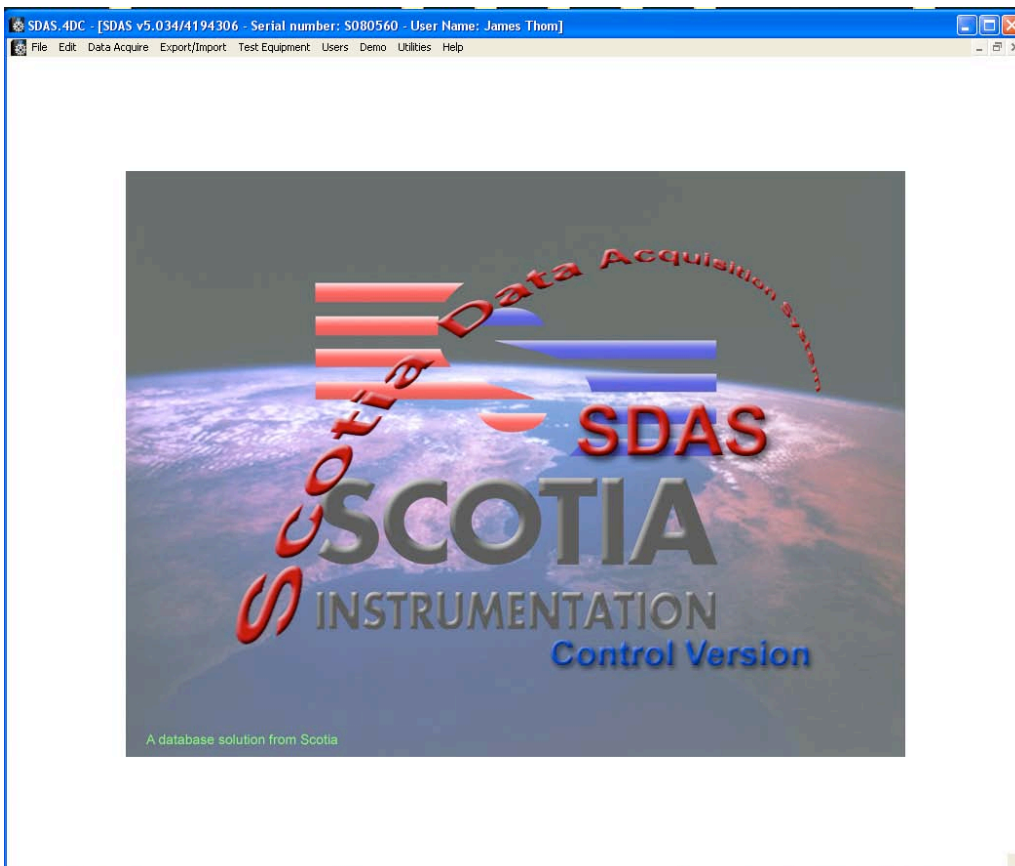 SDAS.4DC - [SDAS v5.034/4194306 - Serial number: S080560 - User Name: James Thom]
File Edit Data Acquire Export/Import Test Equipment Users Demo Utilities Help
Scotia Data Acquisition System
SDAS
SCOTIA
INSTRUMENTATION
Control Version
A database solution from Scotia